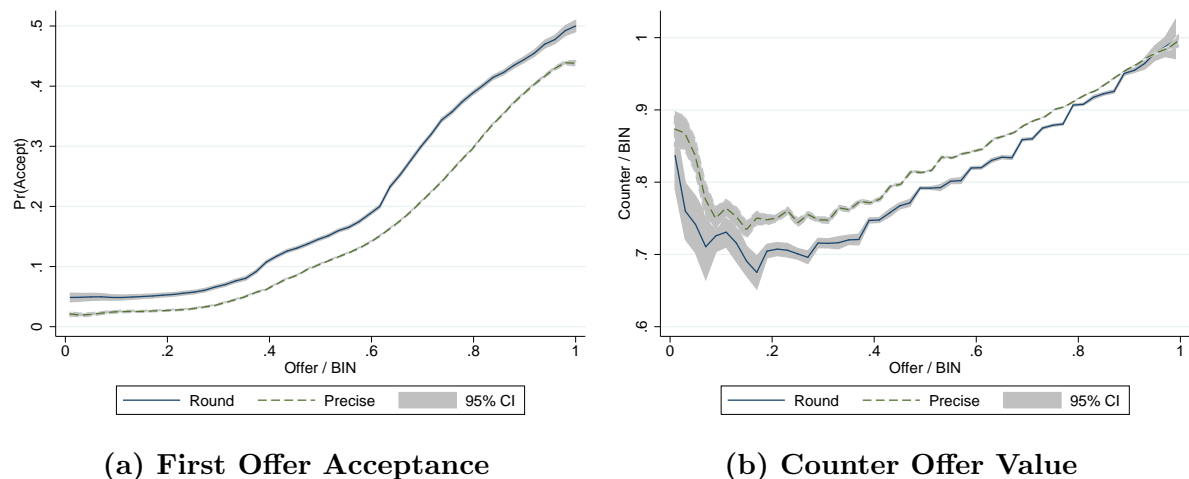 Pr(Accept)
.5
.4
.3
.2
.1
0
0
.2
.4
.6
.8
1
Offer / BIN
Round
Precise
95% CI
(a) First Offer Acceptance
Counter / BIN
1
.9
.8
.7
.6
0
.2
.4
.6
.8
1
Offer / BIN
Round
Precise
95% CI
(b) Counter Offer Value